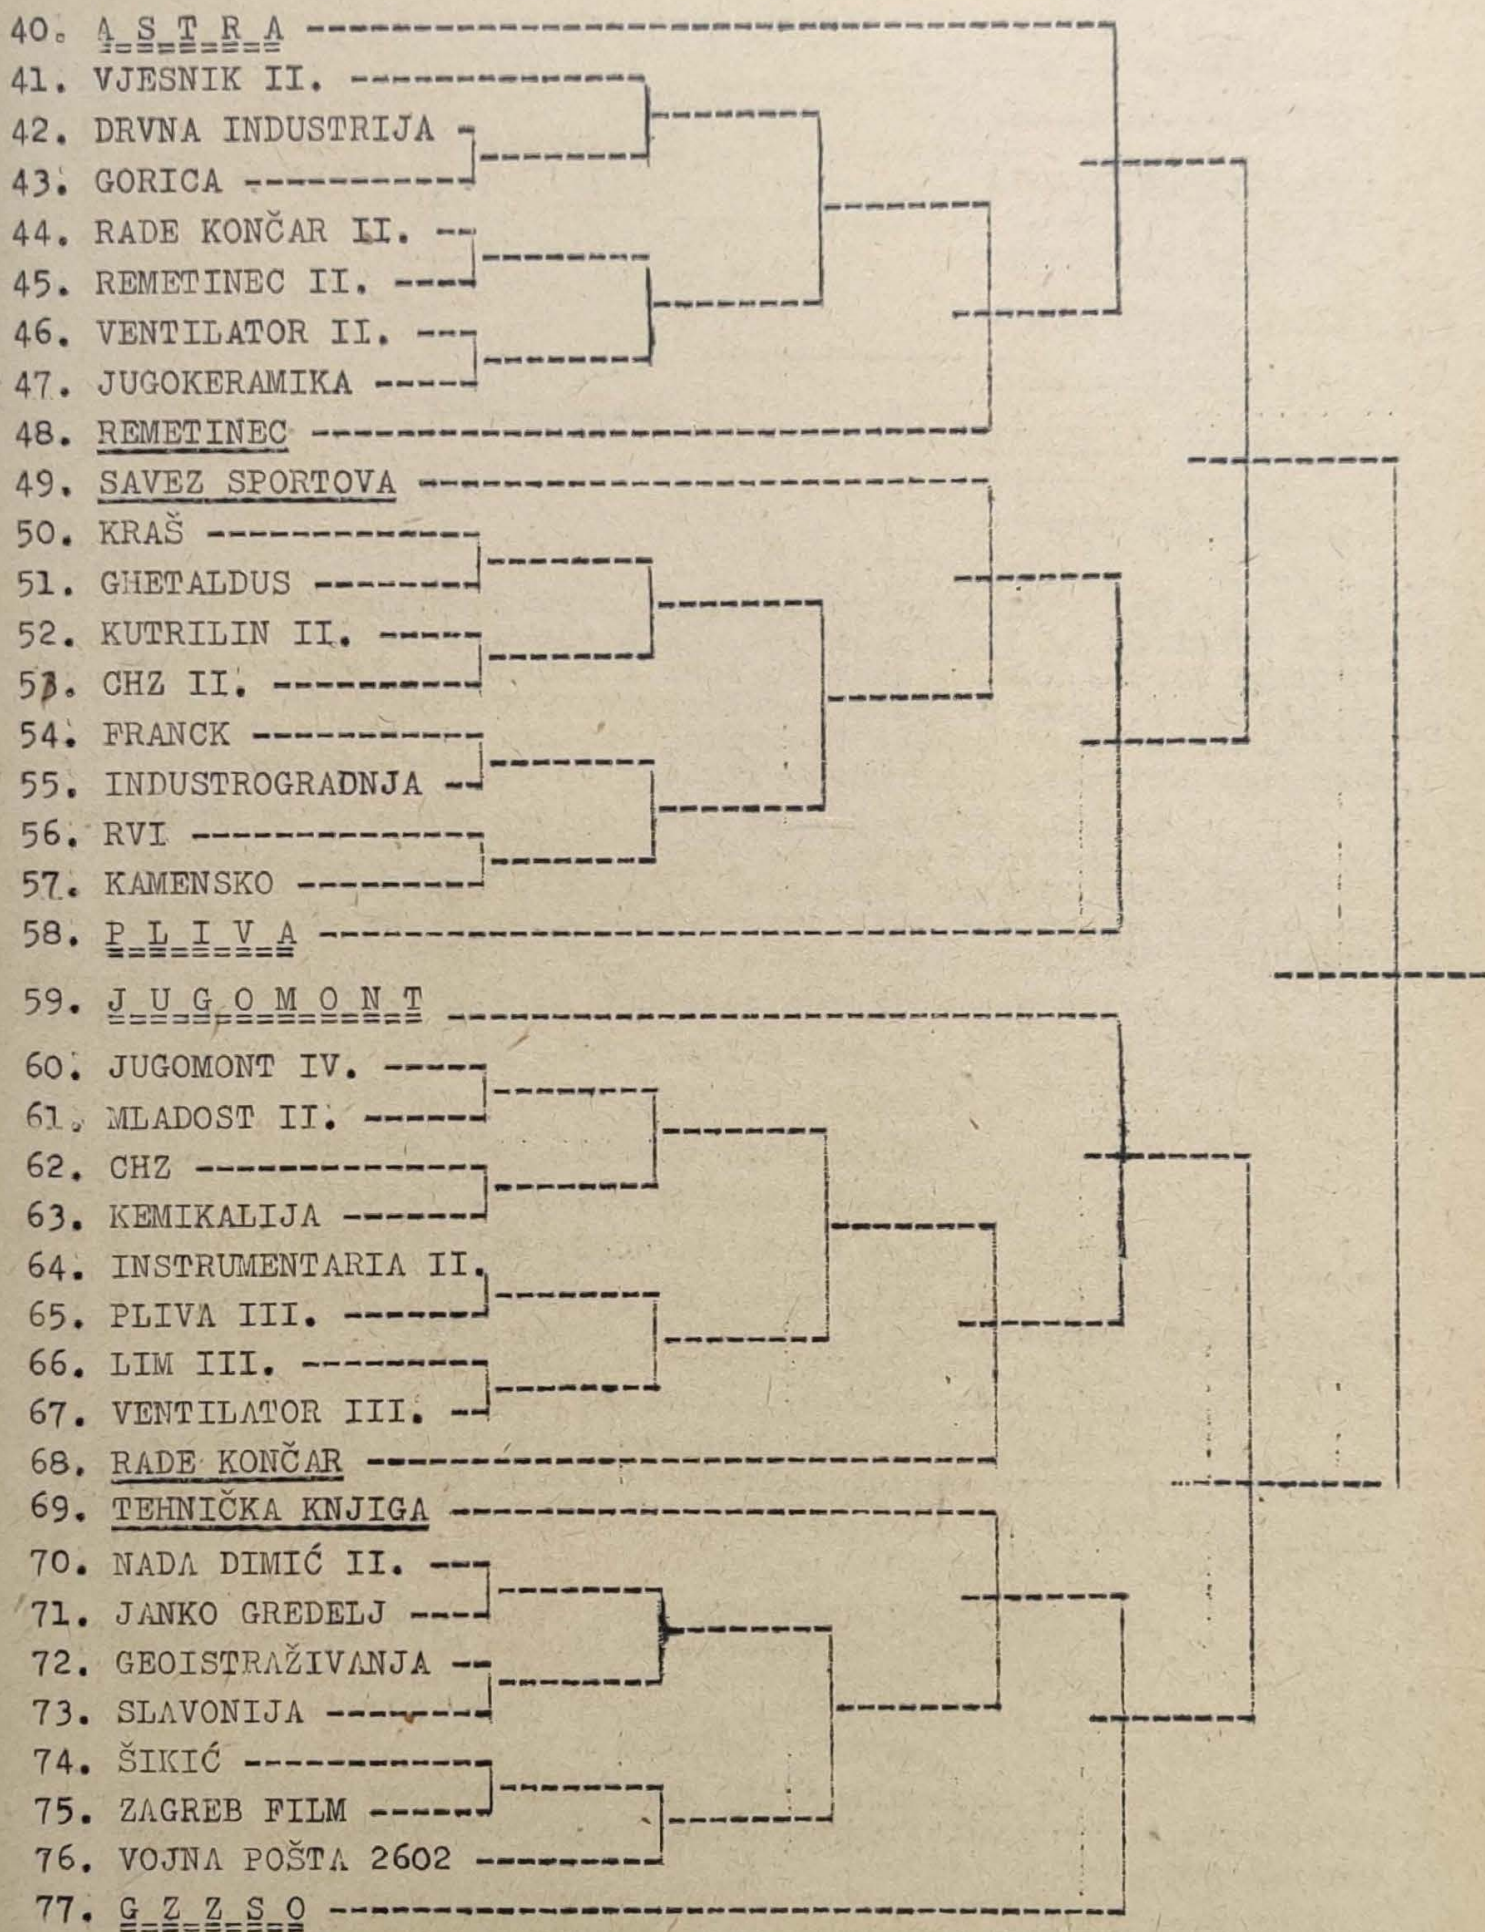 40. A S T R A
41. VJESNIK II.
42. DRVNA INDUSTRIJA
43. GORICA
44. RADE KONČAR II.
45. REMETINEC II.
46. VENTILATOR II.
47. JUGOKERAMIKA
48. REMETINEC
49. SAVEZ SPORTOVA
50. KRAŠ
51. GHETALDUS
52. KUTRILIN II.
53. CHZ II.
54. FRANCK
55. INDUSTROGRADNJA
56. RVI
57. KAMENSKO
58. P L I V A
59. J U G O M O N T
60. JUGOMONT IV.
61. MLADOST II.
62. CHZ
63. KEMIKALIJA
64. INSTRUMENTARIA II.
65. PLIVA III.
66. LIM III.
67. VENTILATOR III.
68. RADE KONČAR
69. TEHNIČKA KNJIGA
70. NADA DIMIĆ II.
71. JANKO GREDELJ
72. GEOISTRAŽIVANJA
73. SLAVONIJA
74. ŠIKIĆ
75. ZAGREB FILM
76. VOJNA POŠTA 2602
77. G Z Z S O